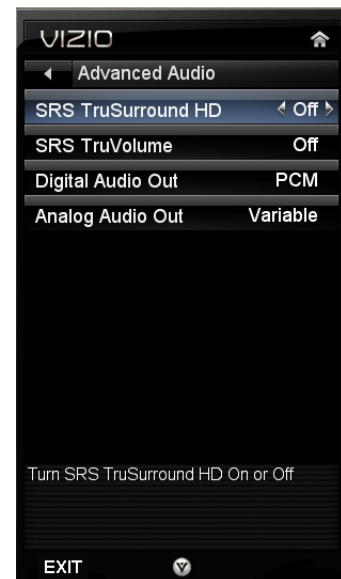 VIZIO
Advanced Audio
SRS TruSurround HD Off
SRS TruVolume Off
Digital Audio Out PCM
Analog Audio Out Variable
Turn SRS TruSurround HD On or Off
EXIT V